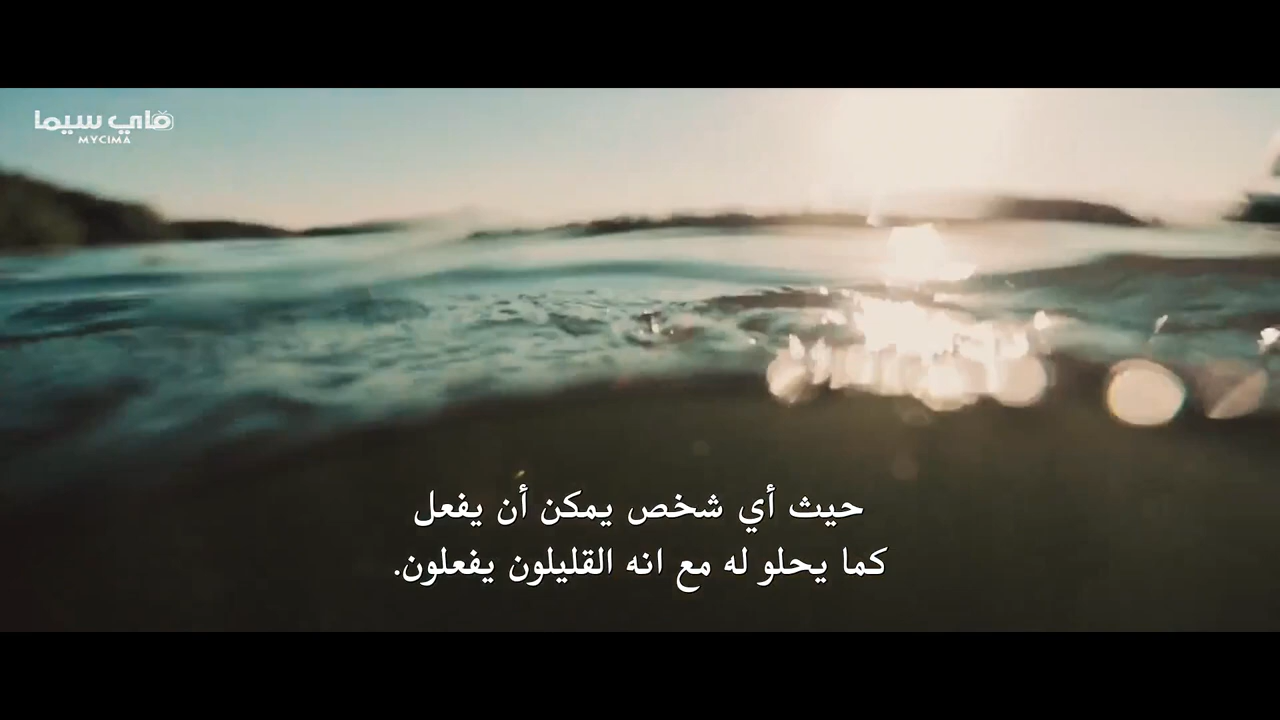 ماي سيما
MYCIMA
حيث أي شخص يمكن أن يفعل
كما يحلو له مع انه القليلون يفعلون.